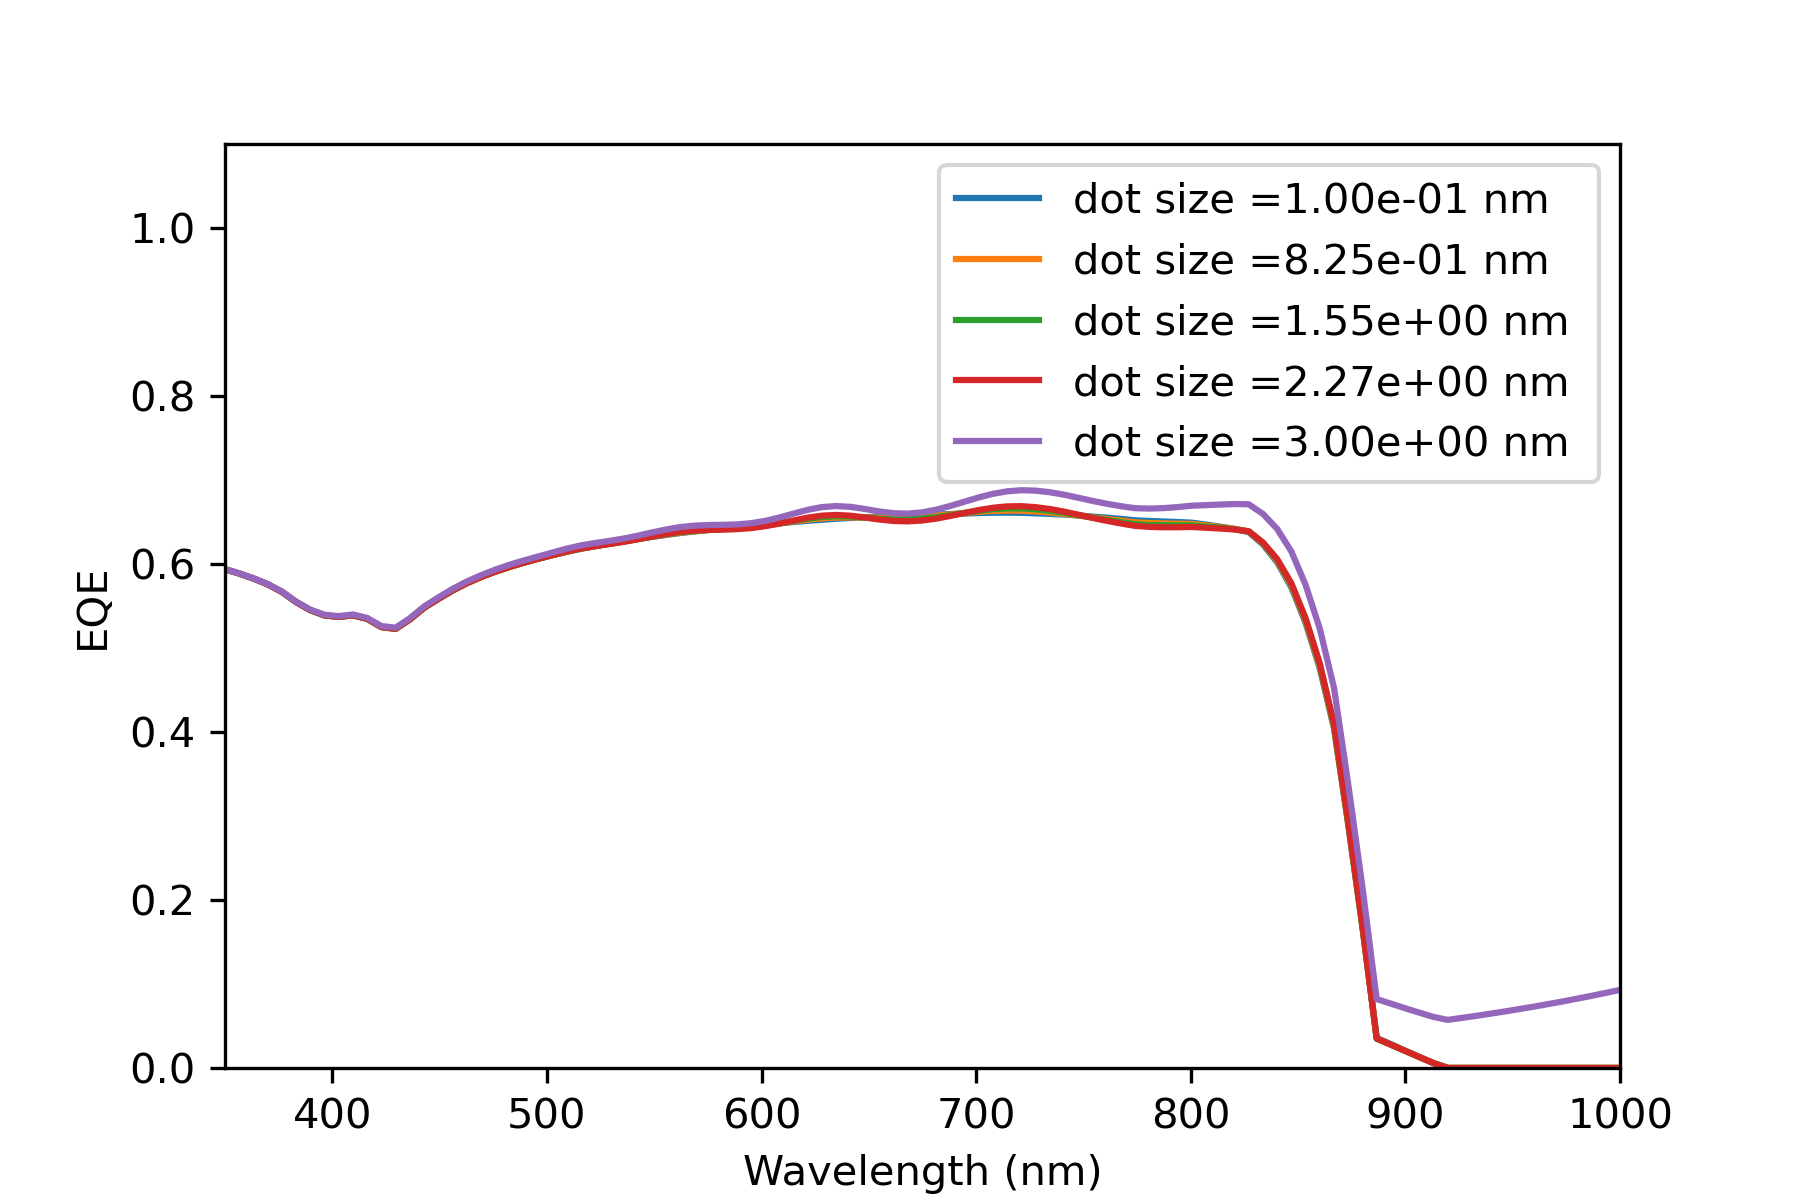 dot size =1.00e-01 nm
dot size =8.25e-01 nm
dot size =1.55e+00 nm
dot size =2.27e+00 nm
dot size =3.00e+00 nm
1.0
0.8
0.6
0.4
0.2
0.0
EQE
400 500 600 700 800 900 1000
Wavelength (nm)